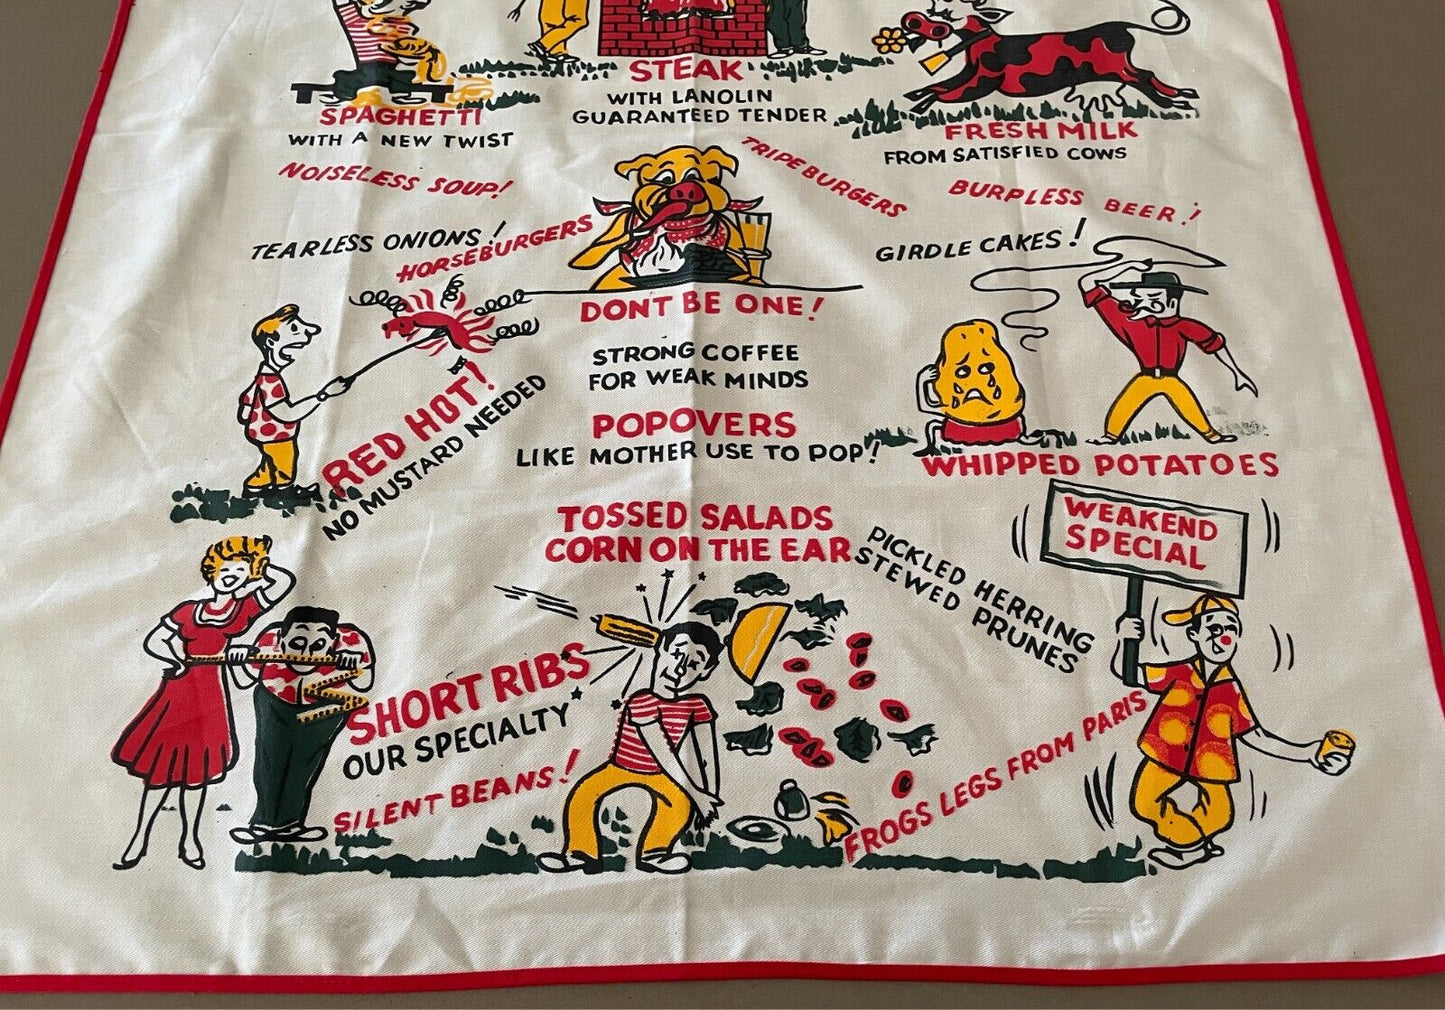 SPAGHETTI
WITH A NEW TWIST
STEAK
WITH LANOLIN
GUARANTEED TENDER
FRESH MILK
FROM SATISFIED COWS
NOISELESS SOUP!
TRIPEBURGERS
BURPLESS BEER!
TEARLESS ONIONS!
HORSEBURGERS
GIRDLE CAKES!
DONT BE ONE!
STRONG COFFEE
FOR WEAK MINDS
RED HOT!
NO MUSTARD NEEDED
POPOVERS
LIKE MOTHER USE TO POP!
WHIPPED POTATOES
TOSSED SALADS
CORN ON THE EAR
PICKLED HERRING
STEWED PRUNES
WEAKEND
SPECIAL
SHORT RIBS
OUR SPECIALTY
SILENT BEANS!
FROGS LEGS FROM PARIS